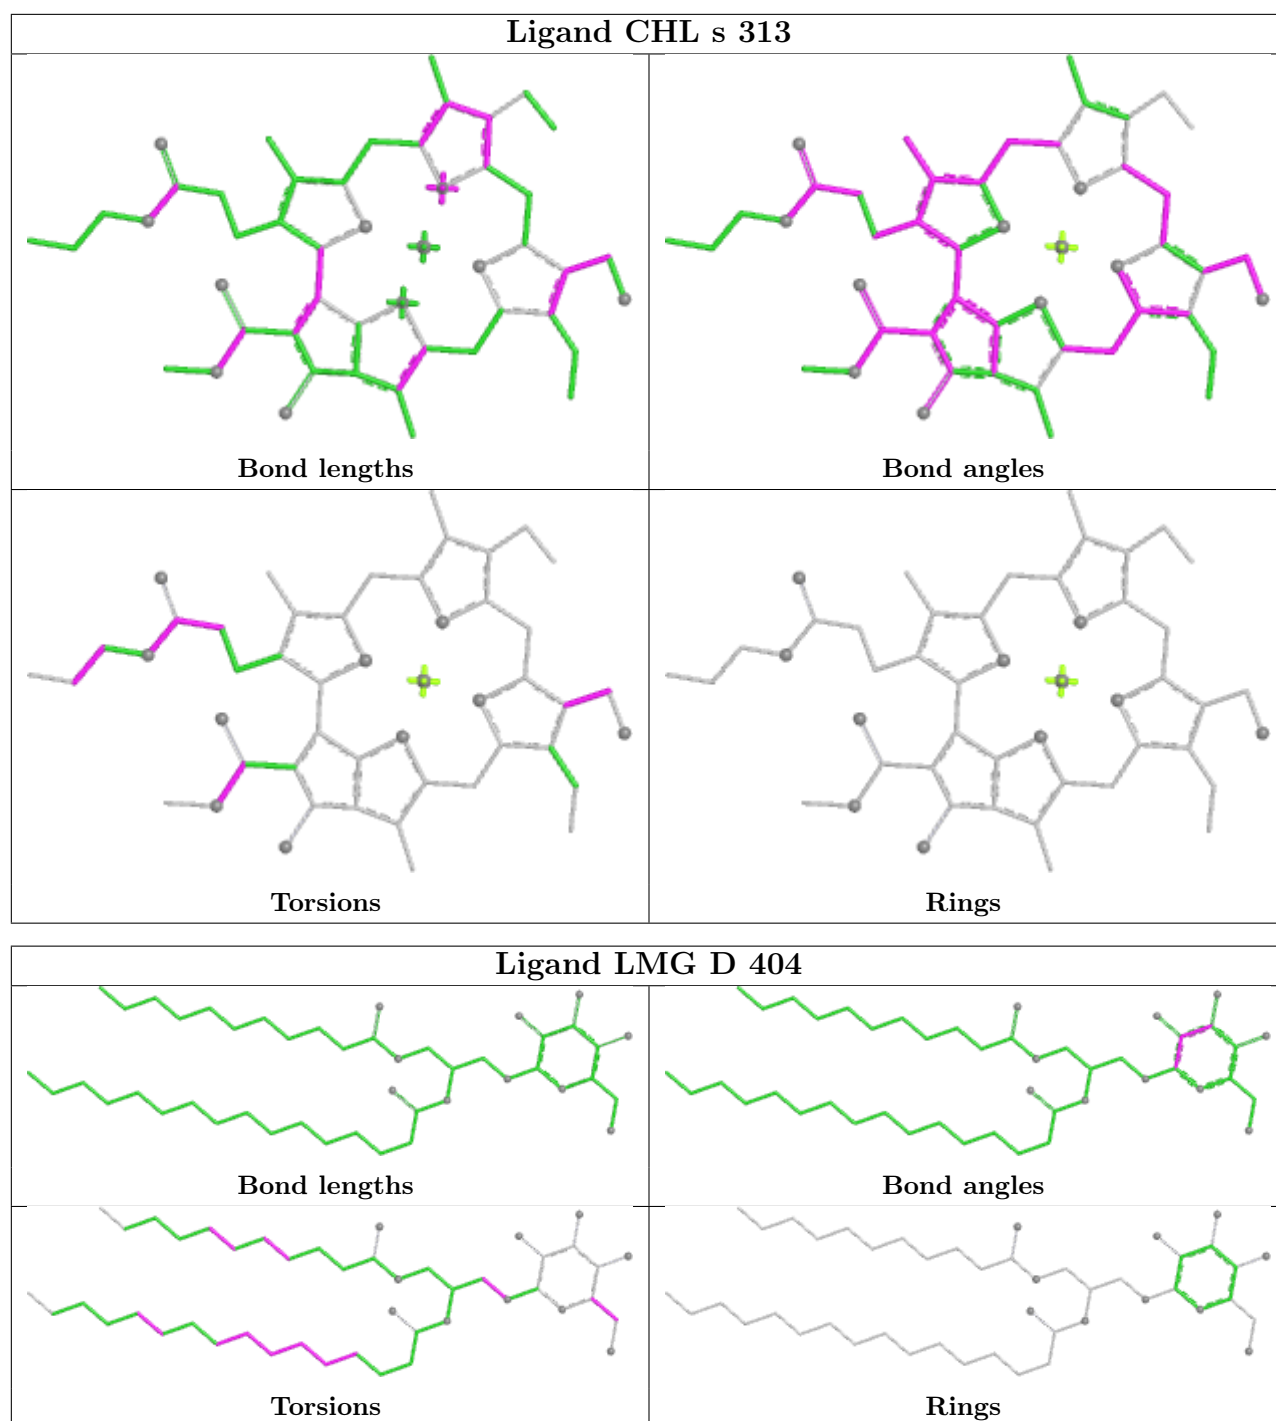 Ligand CHL s 313
Bond lengths
Bond angles
Torsions
Rings
Ligand LMG D 404
Bond lengths
Bond angles
Torsions
Rings